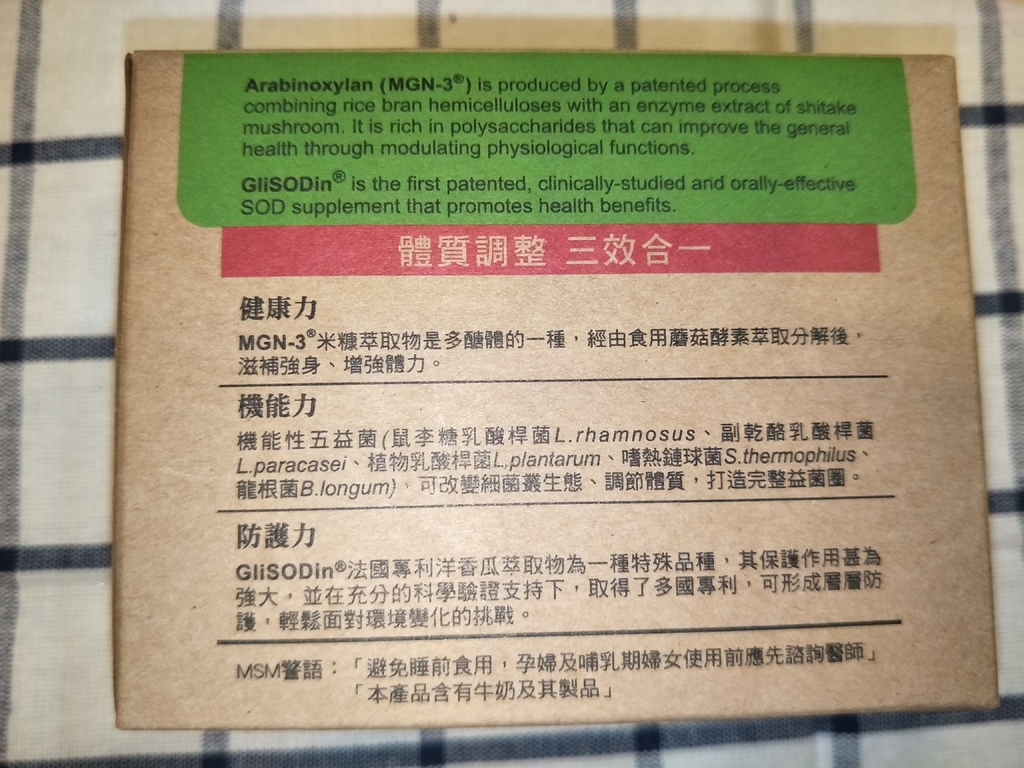 Arabinoxylan (MGN-3®) is produced by a patented process
combining rice bran hemicelluloses with an enzyme extract of shitake
mushroom. It is rich in polysaccharides that can improve the general
health through modulating physiological functions.
GliSODin® is the first patented, clinically-studied and orally-effective
SOD supplement that promotes health benefits.
體質調整 三效合一
健康力
MGN-3®米糠萃取物是多醣體的一種，經由食用蘑菇酵素萃取分解後，
滋補強身、增強體力。
機能力
機能性五益菌(鼠李糖乳酸桿菌L.rhamnosus、副乾酪乳酸桿菌
L.paracasei、植物乳酸桿菌L.plantarum、嗜熱鏈球菌S.thermophilus、
龍根菌B.longum)，可改變細菌叢生態、調節體質，打造完整益菌圈。
防護力
GliSODin®法國專利洋香瓜萃取物為一種特殊品種，其保護作用甚為
強大，並在充分的科學驗證支持下，取得了多國專利，可形成層層防
護，輕鬆面對環境變化的挑戰。
MSM警語：「避免睡前食用，孕婦及哺乳期婦女使用前應先諮詢醫師」
「本產品含有牛奶及其製品」